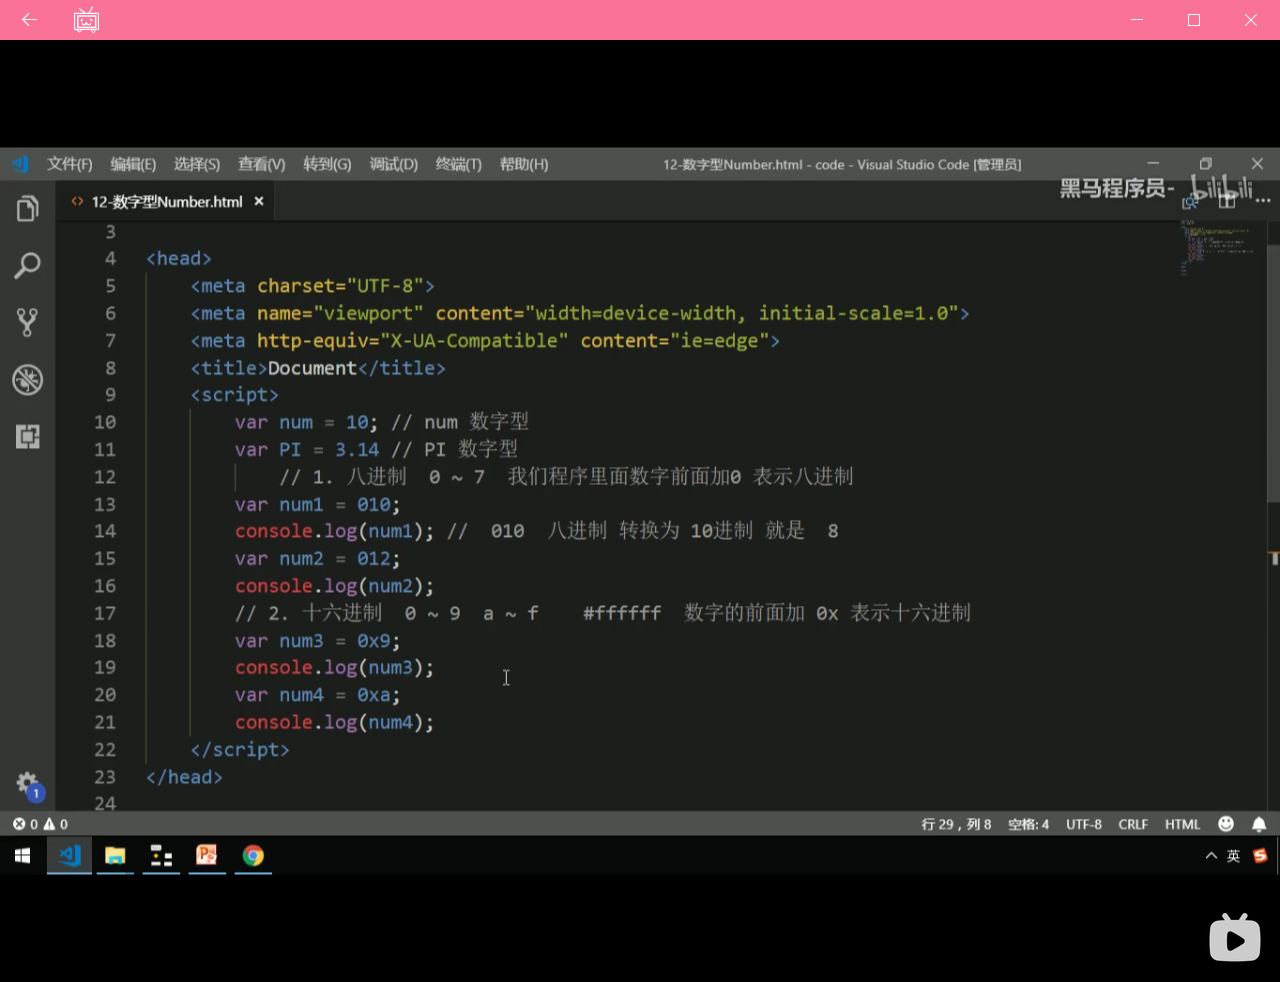 文件(F) 编辑(E) 选择(S) 查看(V) 转到(G) 调试(D) 终端(T) 帮助(H) 12-数字型Number.html - code - Visual Studio Code [管理员]
黑马程序员- bilibili
<> 12-数字型Number.html ×
3
4 <head>
5 <meta charset="UTF-8">
6 <meta name="viewport" content="width=device-width, initial-scale=1.0">
7 <meta http-equiv="X-UA-Compatible" content="ie=edge">
8 <title>Document</title>
9 <script>
10 var num = 10; // num 数字型
11 var PI = 3.14 // PI 数字型
12 // 1. 八进制 0 ~ 7 我们程序里面数字前面加0 表示八进制
13 var num1 = 010;
14 console.log(num1); // 010 八进制 转换为 10进制 就是 8
15 var num2 = 012;
16 console.log(num2);
17 // 2. 十六进制 0 ~ 9 a ~ f #ffffff 数字的前面加 0x 表示十六进制
18 var num3 = 0x9;
19 console.log(num3);
20 var num4 = 0xa;
21 console.log(num4);
22 </script>
23 </head>
24
1
0 0 行 29，列 8 空格: 4 UTF-8 CRLF HTML
英